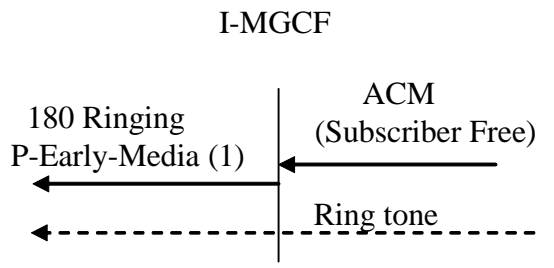 I-MGCF
ACM
180 Ringing
(Subscriber Free)
P-Early-Media (1)
Ring tone